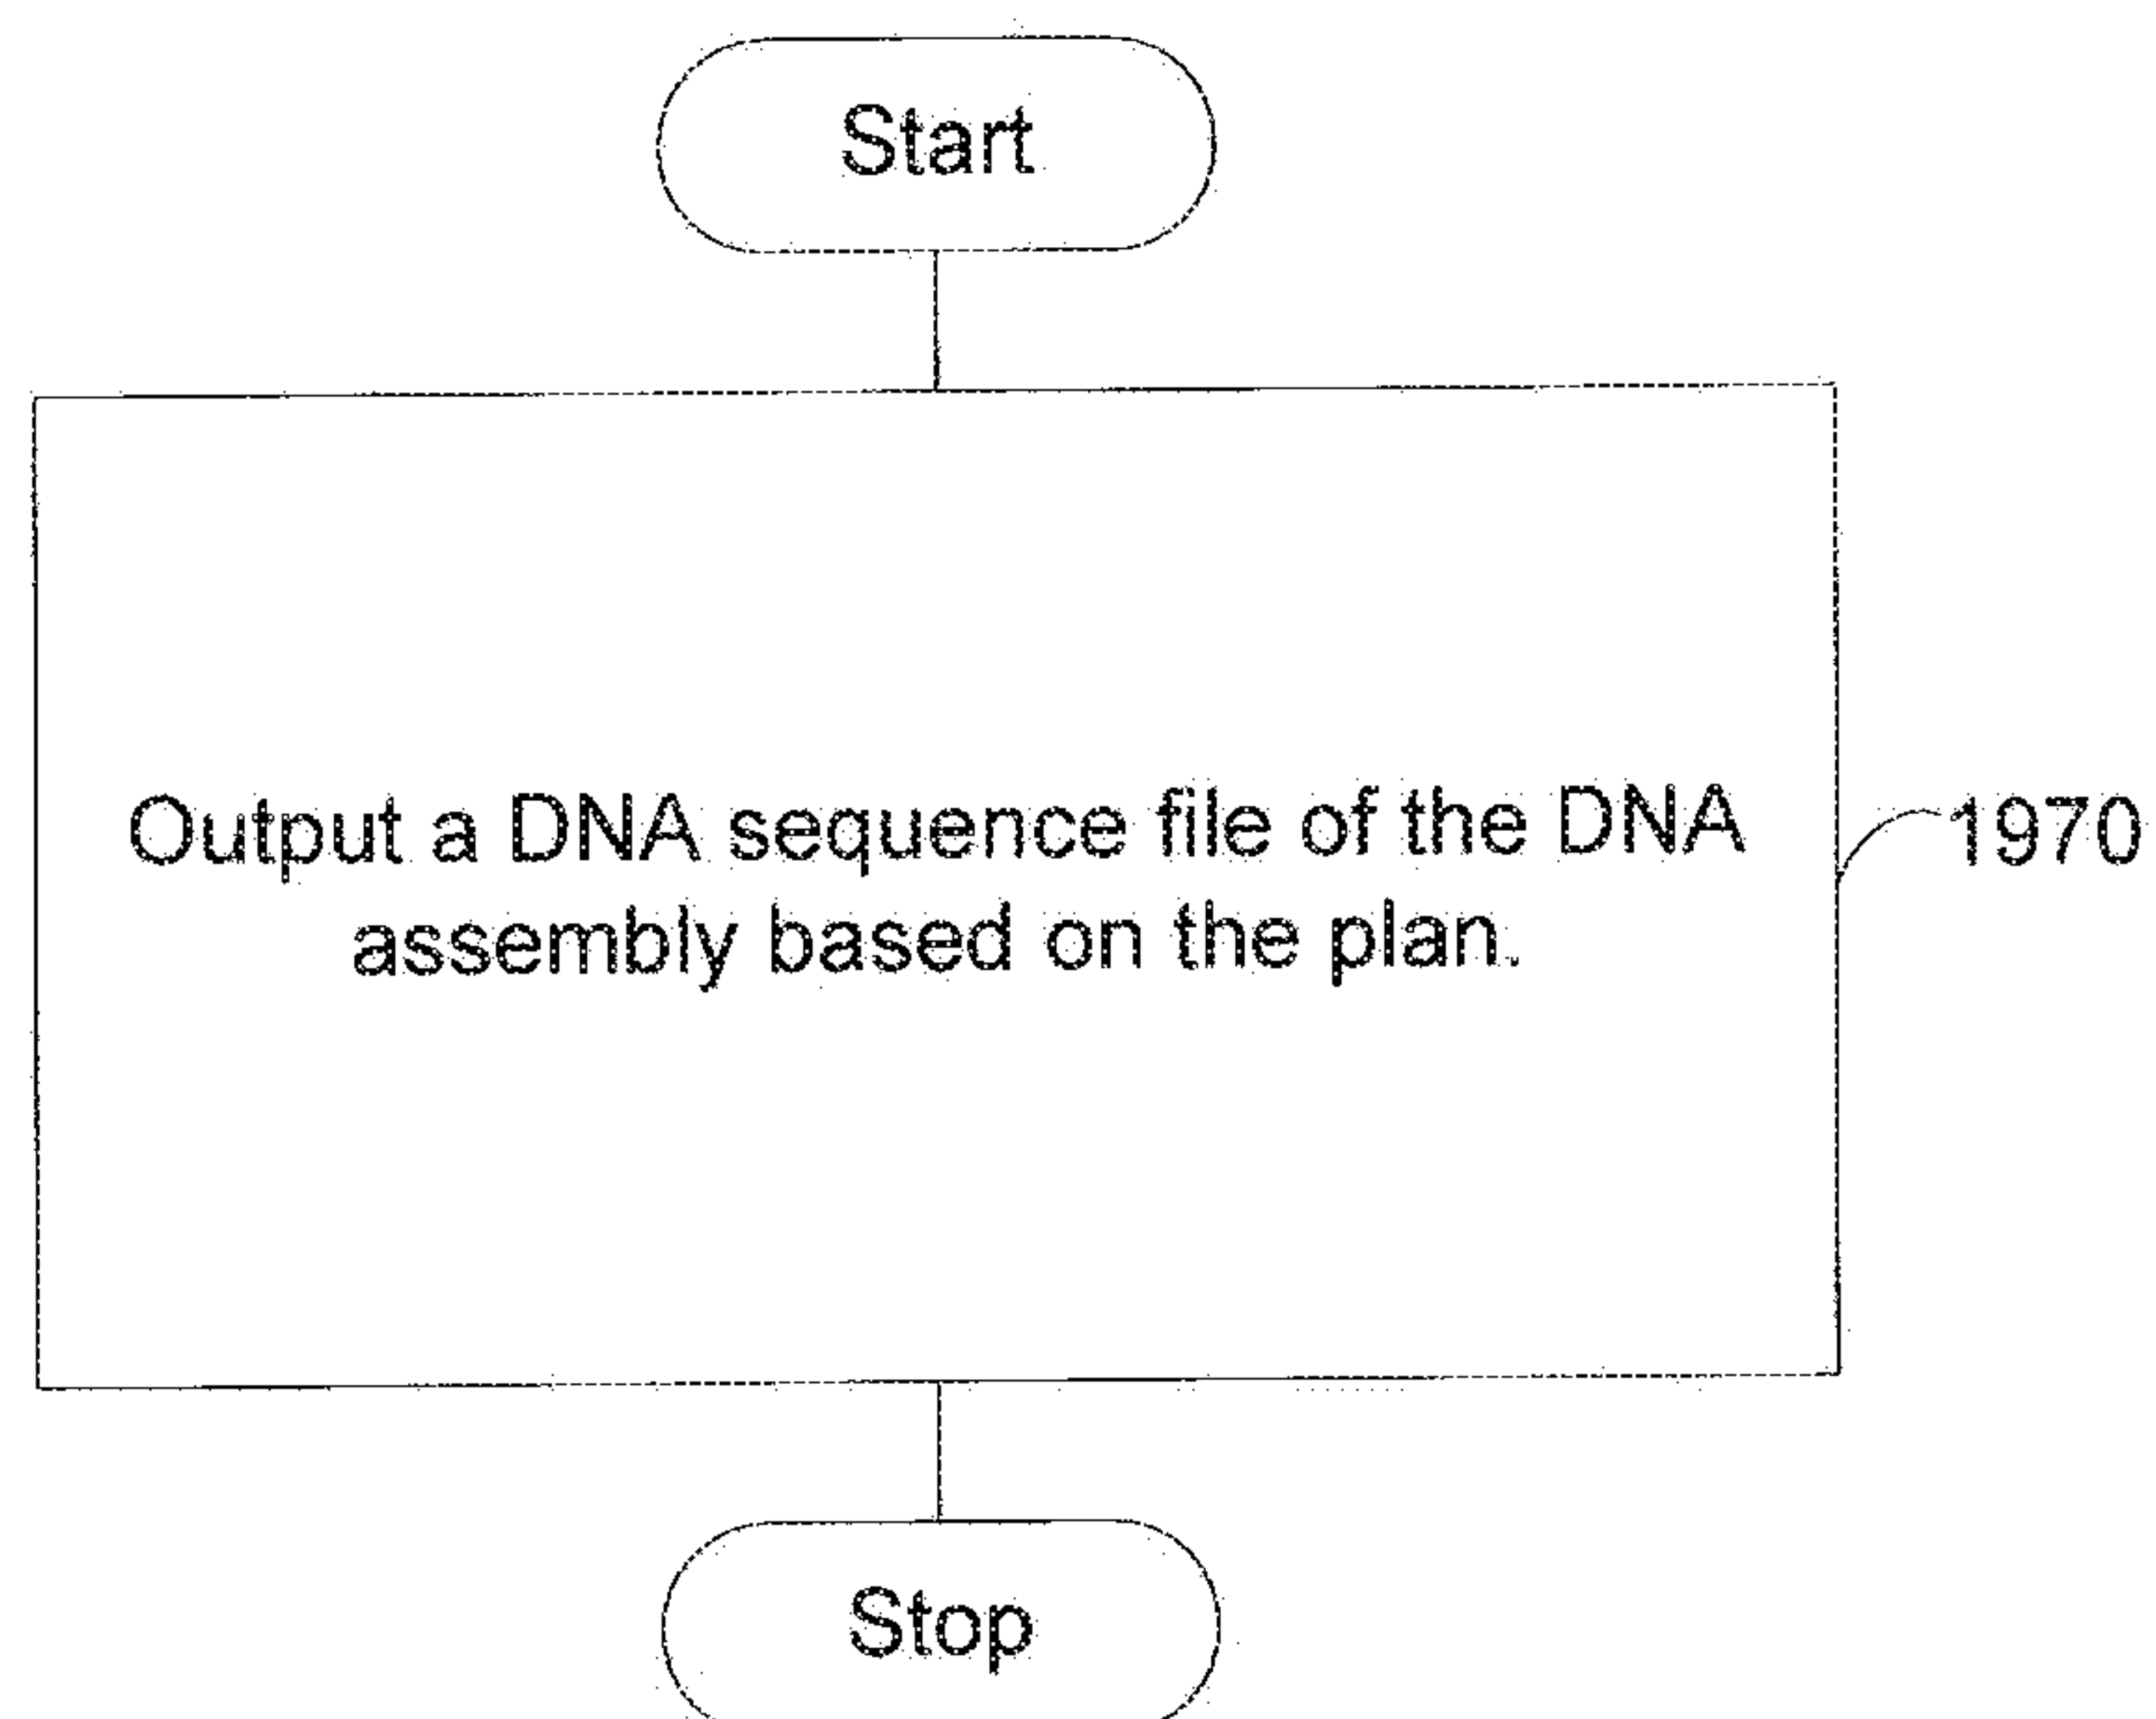 Start
Output a DNA sequence file of the DNA
assembly based on the plan.
1970
Stop